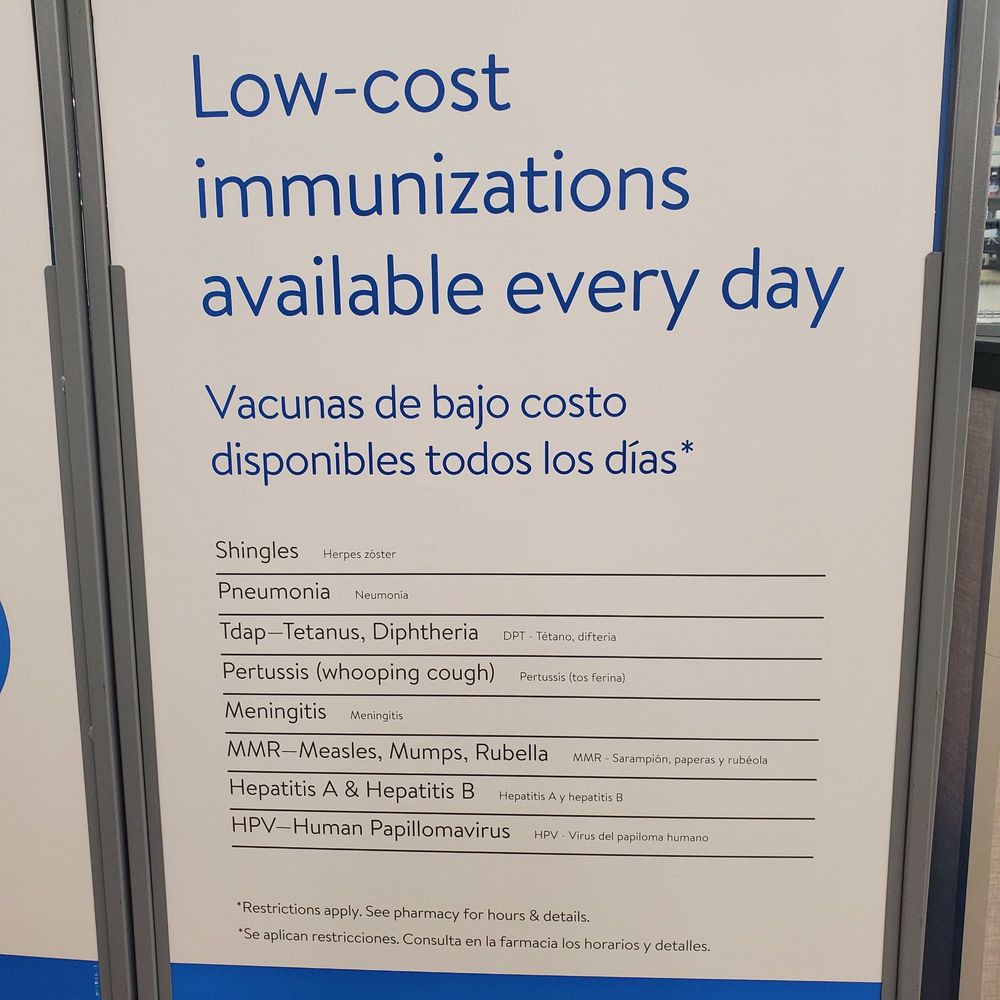 Low-cost
immunizations
available every day
Vacunas de bajo costo
disponibles todos los días*
Shingles Herpes zóster
Pneumonia Neumonía
Tdap—Tetanus, Diphtheria DPT - Tétano, difteria
Pertussis (whooping cough) Pertussis (tos ferina)
Meningitis Meningitis
MMR—Measles, Mumps, Rubella MMR - Sarampión, paperas y rubéola
Hepatitis A & Hepatitis B Hepatitis A y hepatitis B
HPV—Human Papillomavirus HPV - Virus del papiloma humano
*Restrictions apply. See pharmacy for hours & details.
*Se aplican restricciones. Consulta en la farmacia los horarios y detalles.